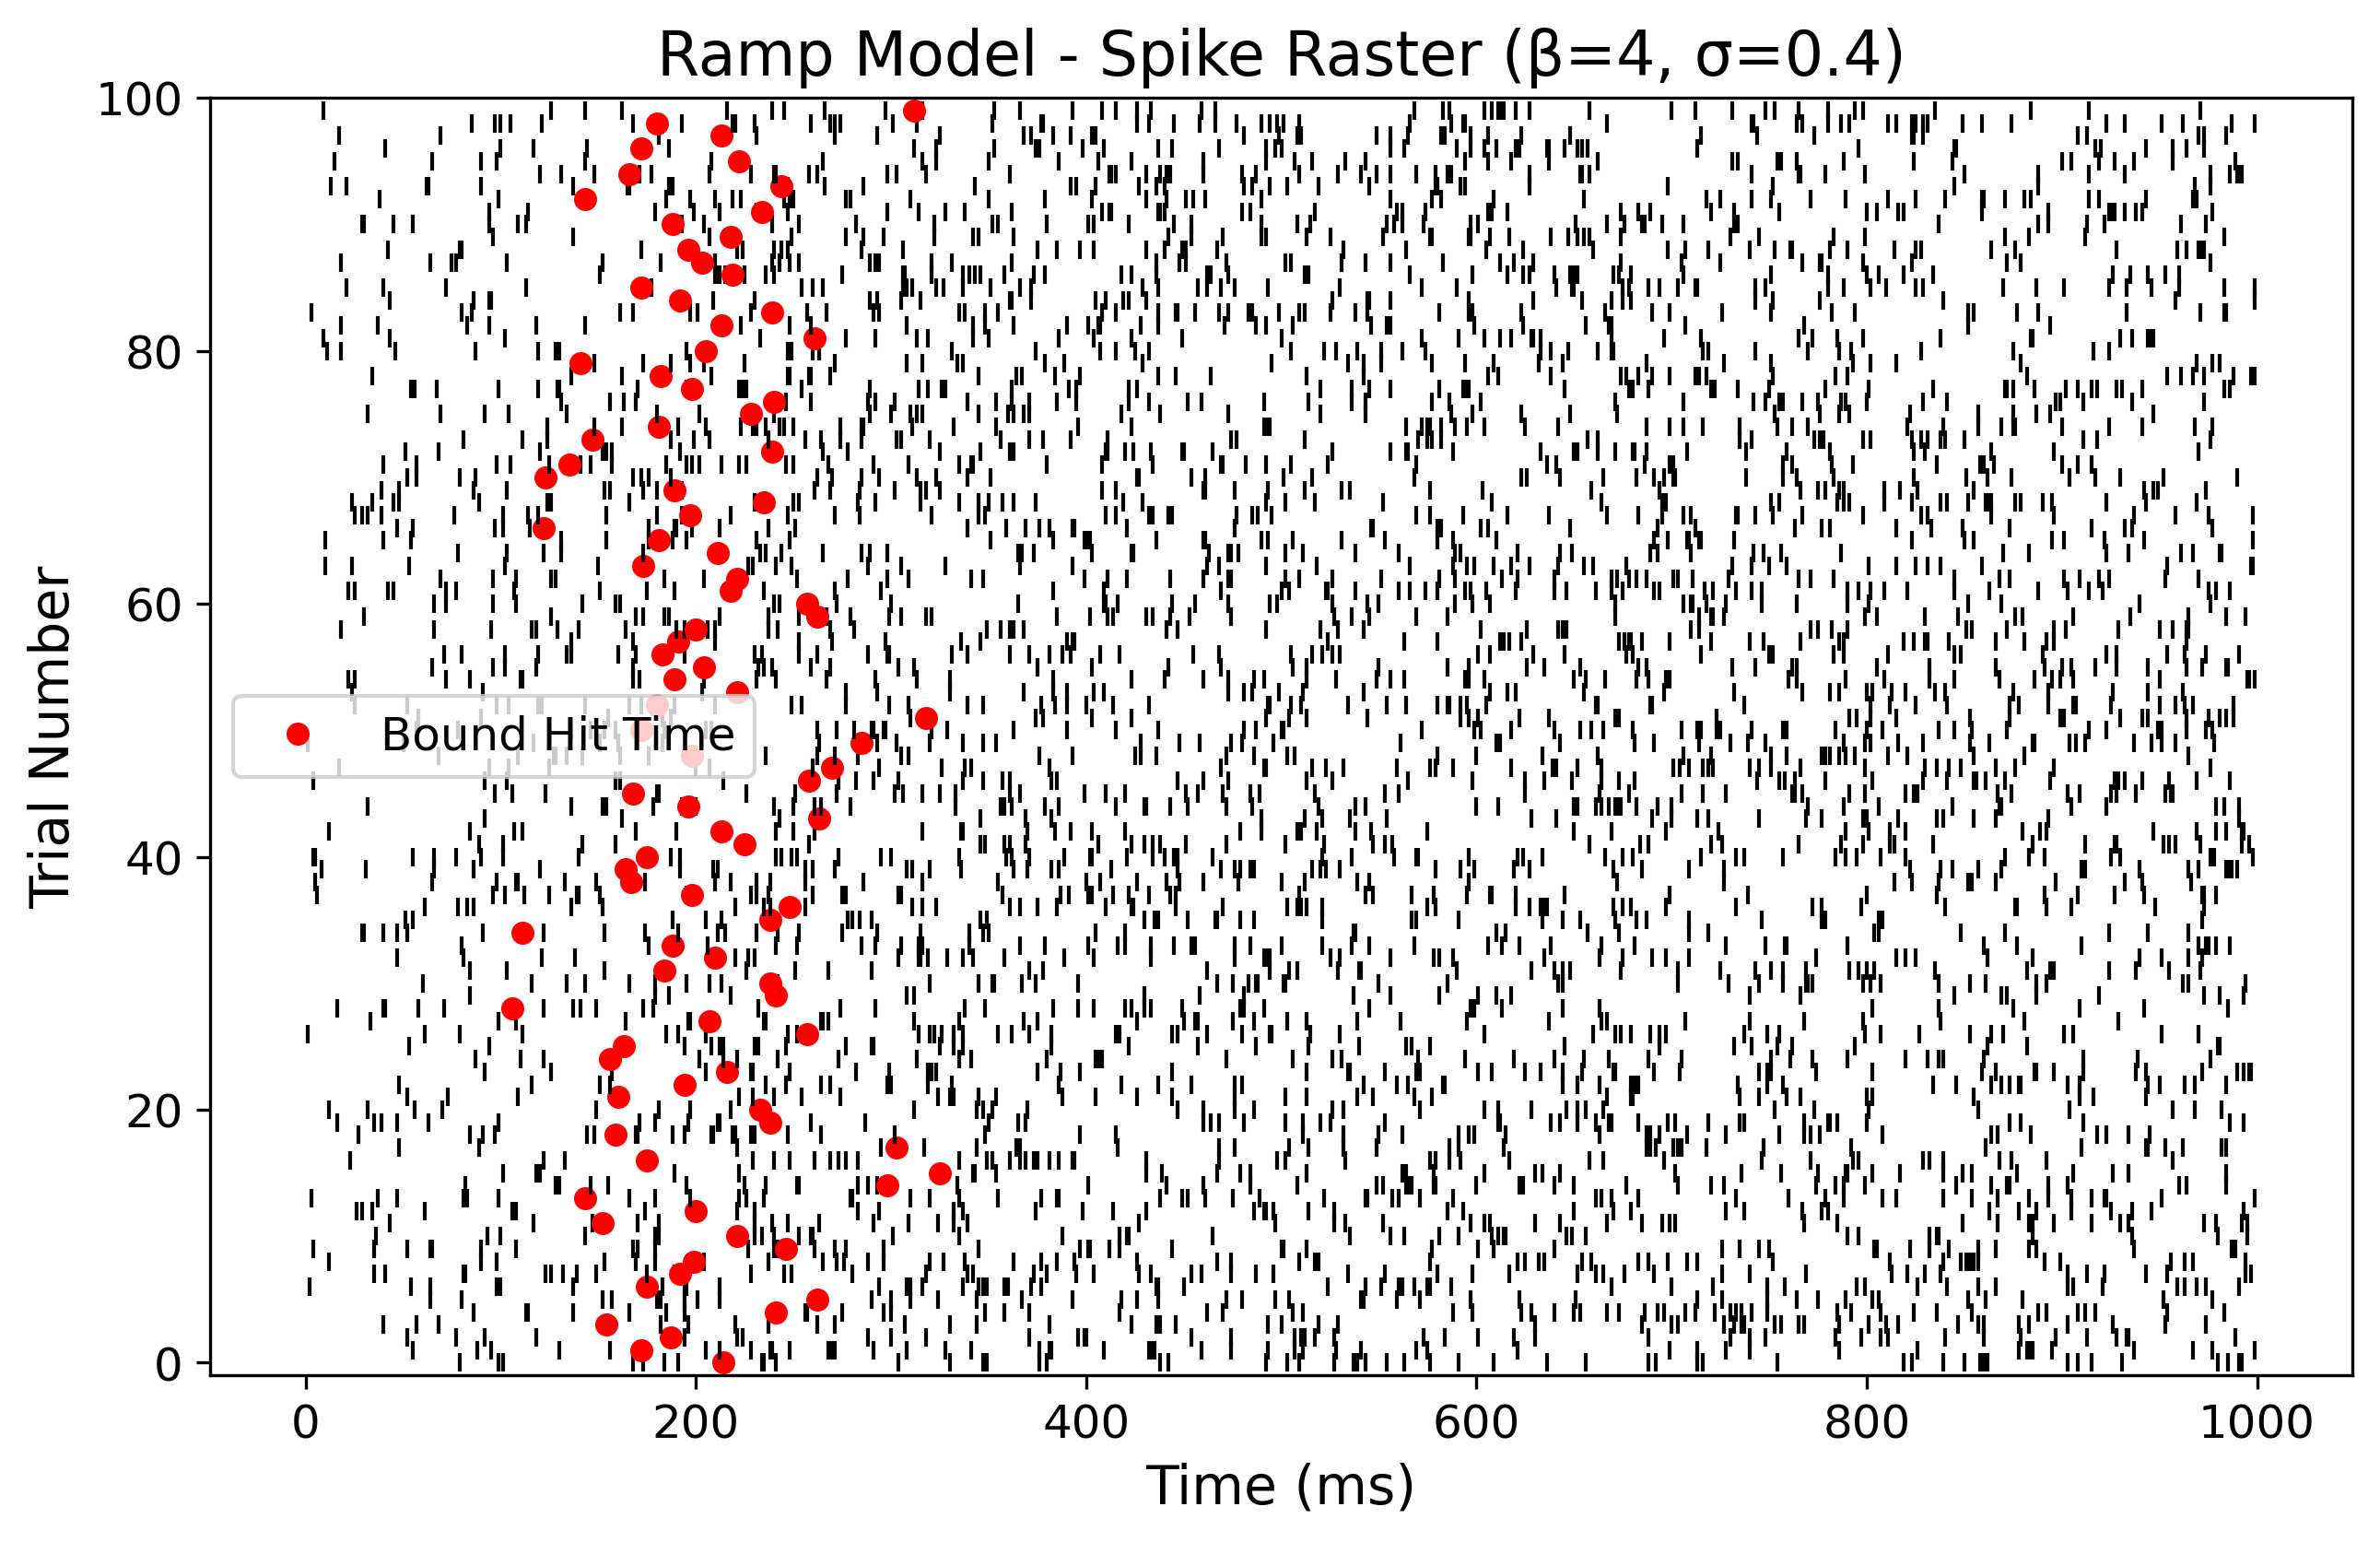 Ramp Model - Spike Raster (β=4, σ=0.4)
100
80
60
40
20
0
Trial Number
Bound Hit Time
0 200 400 600 800 1000
Time (ms)